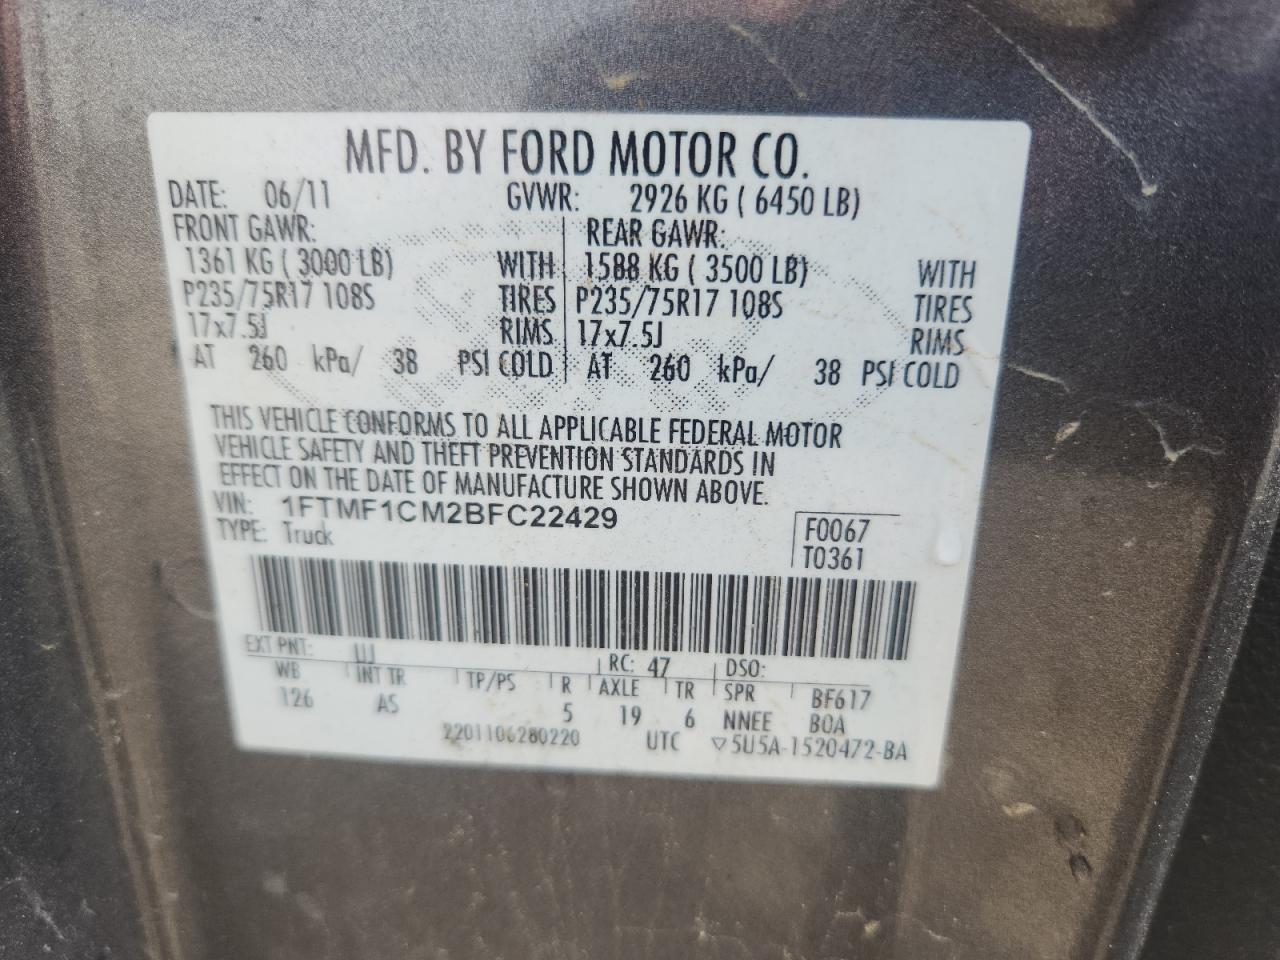 MFD. BY FORD MOTOR CO.
DATE: 06/11 GVWR: 2926 KG ( 6450 LB)
FRONT GAWR: REAR GAWR:
1361 KG ( 3000 LB) WITH 1588 KG ( 3500 LB) WITH
P235/75R17 108S TIRES P235/75R17 108S TIRES
17x7.5J RIMS 17x7.5J RIMS
AT 260 kPa/ 38 PSI COLD AT 260 kPa/ 38 PSI COLD
THIS VEHICLE CONFORMS TO ALL APPLICABLE FEDERAL MOTOR
VEHICLE SAFETY AND THEFT PREVENTION STANDARDS IN
EFFECT ON THE DATE OF MANUFACTURE SHOWN ABOVE.
VIN: 1FTMF1CM2BFC22429
TYPE: Truck
F0067
T0361
EXT PNT: UJ RC: 47 DSO:
WB INT TR TP/PS R AXLE TR SPR BF617
126 AS 5 19 6 NNEE BOA
2201106280220 UTC ▽5U5A-1520472-BA